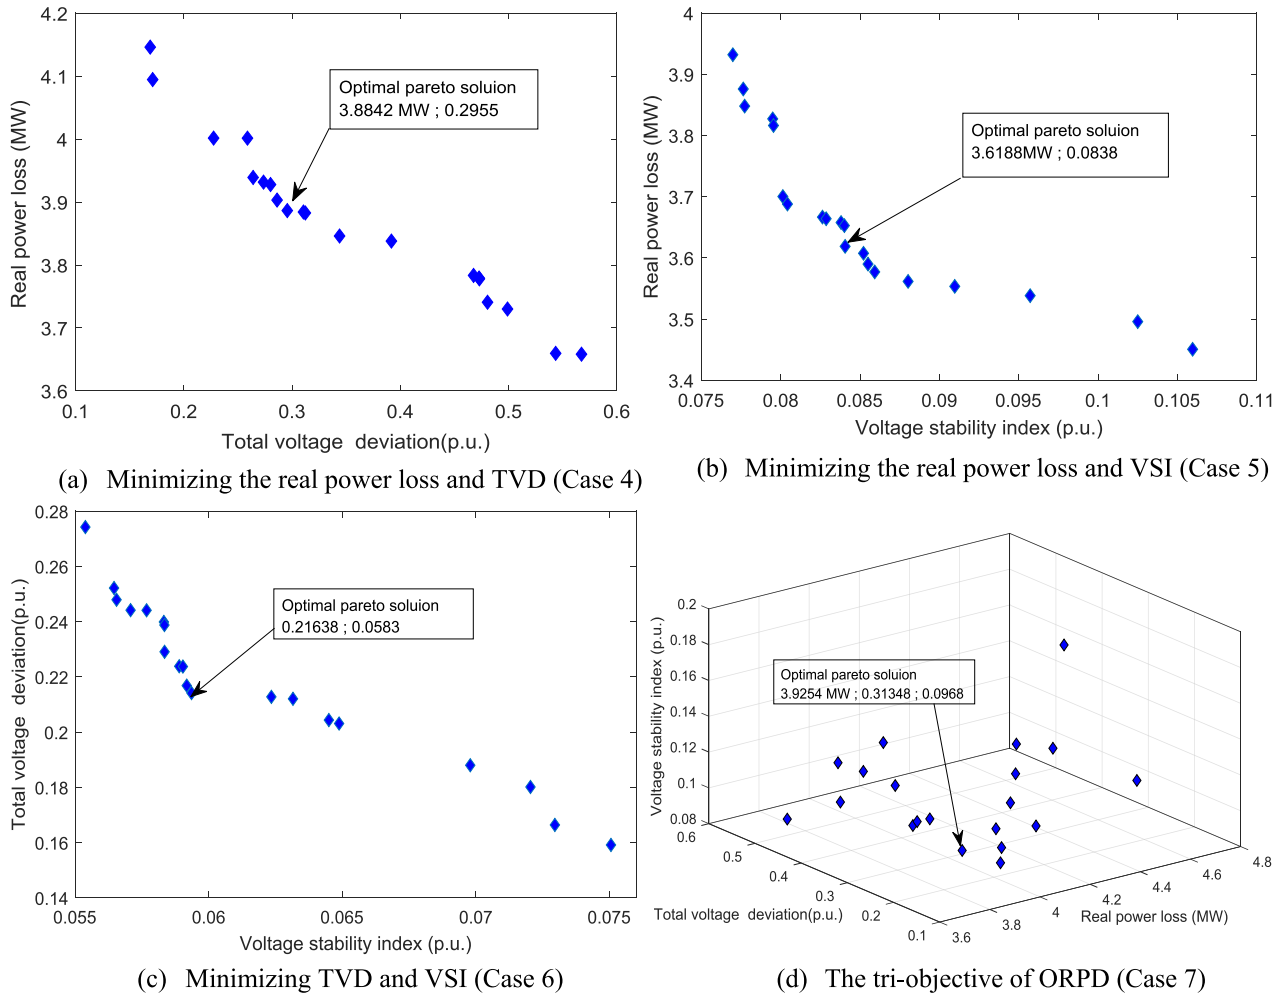 4.2
4.1
4
3.9
3.8
3.7
3.6
0.1
0.2
0.3
0.4
0.5
0.6
Real power loss (MW)
Total voltage deviation(p.u.)
Optimal pareto soluion
3.8842 MW ; 0.2955
(a) Minimizing the real power loss and TVD (Case 4)
4
3.9
3.8
3.7
3.6
3.5
3.4
0.075
0.08
0.085
0.09
0.095
0.1
0.105
0.11
Real power loss (MW)
Voltage stability index (p.u.)
Optimal pareto soluion
3.6188MW ; 0.0838
(b) Minimizing the real power loss and VSI (Case 5)
0.28
0.26
0.24
0.22
0.2
0.18
0.16
0.14
0.055
0.06
0.065
0.07
0.075
Total voltage deviation(p.u.)
Voltage stability index (p.u.)
Optimal pareto soluion
0.21638 ; 0.0583
(c) Minimizing TVD and VSI (Case 6)
0.2
0.18
0.16
0.14
0.12
0.1
0.08
0.6
0.5
0.4
0.3
0.2
0.1
3.6
3.8
4
4.2
4.4
4.6
4.8
Voltage stability index (p.u.)
Total voltage deviation(p.u.)
Real power loss (MW)
Optimal pareto soluion
3.9254 MW ; 0.31348 ; 0.0968
(d) The tri-objective of ORPD (Case 7)